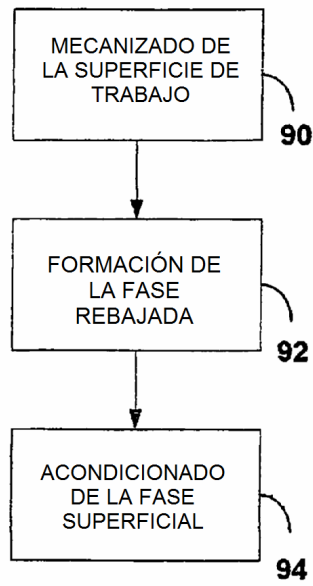 MECANIZADO DE
LA SUPERFICIE DE
TRABAJO
90
FORMACIÓN DE
LA FASE
REBAJADA
92
ACONDICIONADO
DE LA FASE
SUPERFICIAL
94